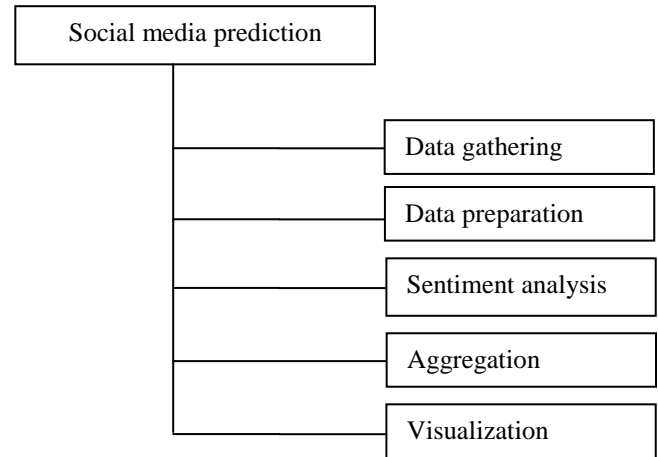 Social media prediction
Data gathering
Data preparation
Sentiment analysis
Aggregation
Visualization